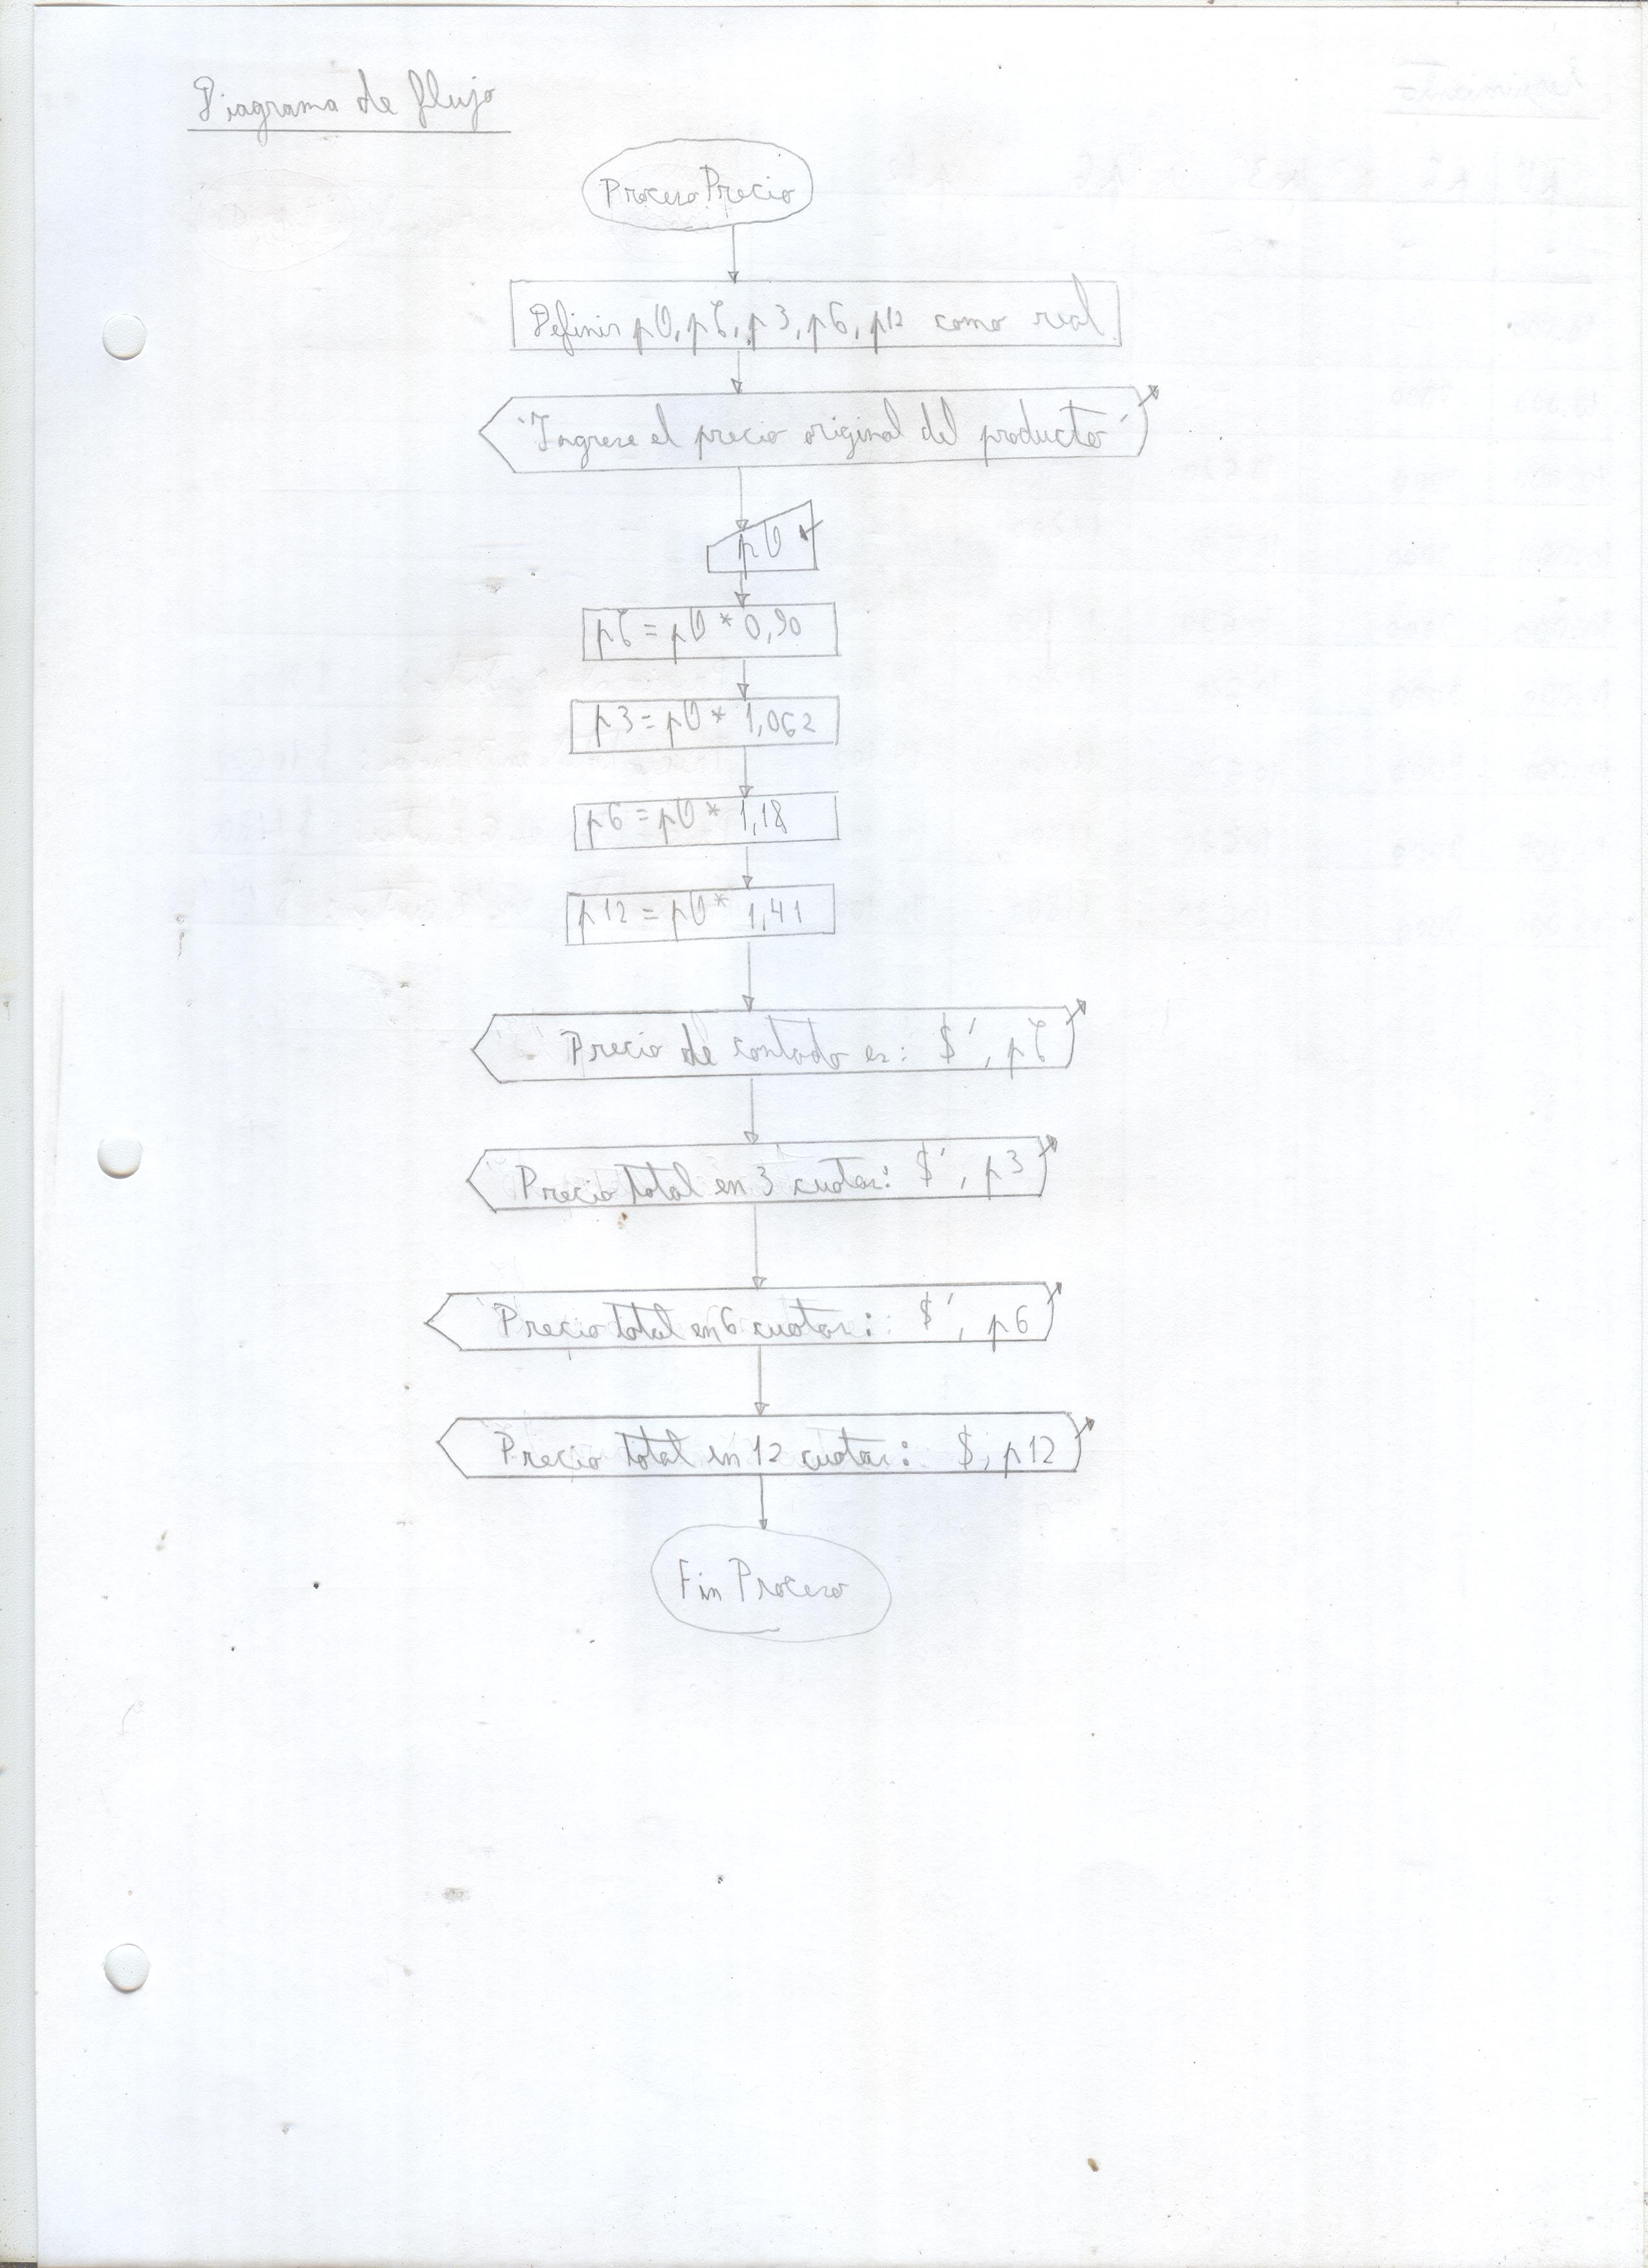 Diagrama de flujo
Proceso Precio
Definir p0, pC, p3, p6, p12 como real
'Ingrese el precio original del producto'
p0
pC = p0 * 0,90
p3 = p0 * 1,062
p6 = p0 * 1,18
p12 = p0 * 1,41
' Precio de contado es: $', pC
'Precio total en 3 cuotas: $', p3
'Precio total en 6 cuotas: $', p6
'Precio total en 12 cuotas: $, p12
Fin Proceso